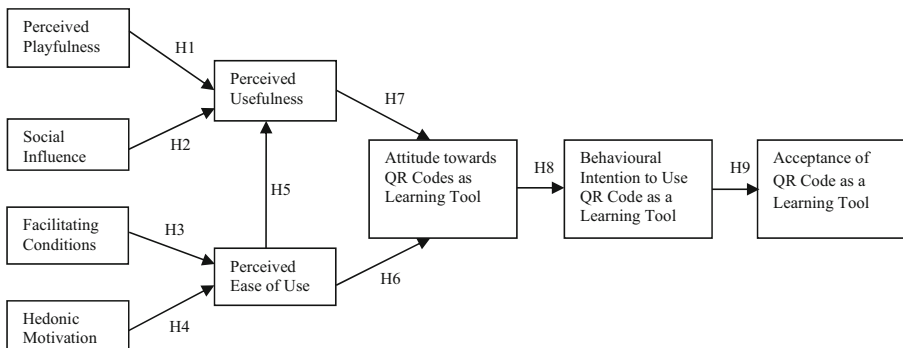 Perceived
Playfulness
H1
Perceived
Usefulness
H7
Social
Influence
H2
Attitude towards
QR Codes as
Learning Tool
H8
Behavioural
Intention to Use
QR Code as a
Learning Tool
H9
Acceptance of
QR Code as a
Learning Tool
H5
Facilitating
Conditions
H3
Perceived
Ease of Use
H6
Hedonic
Motivation
H4